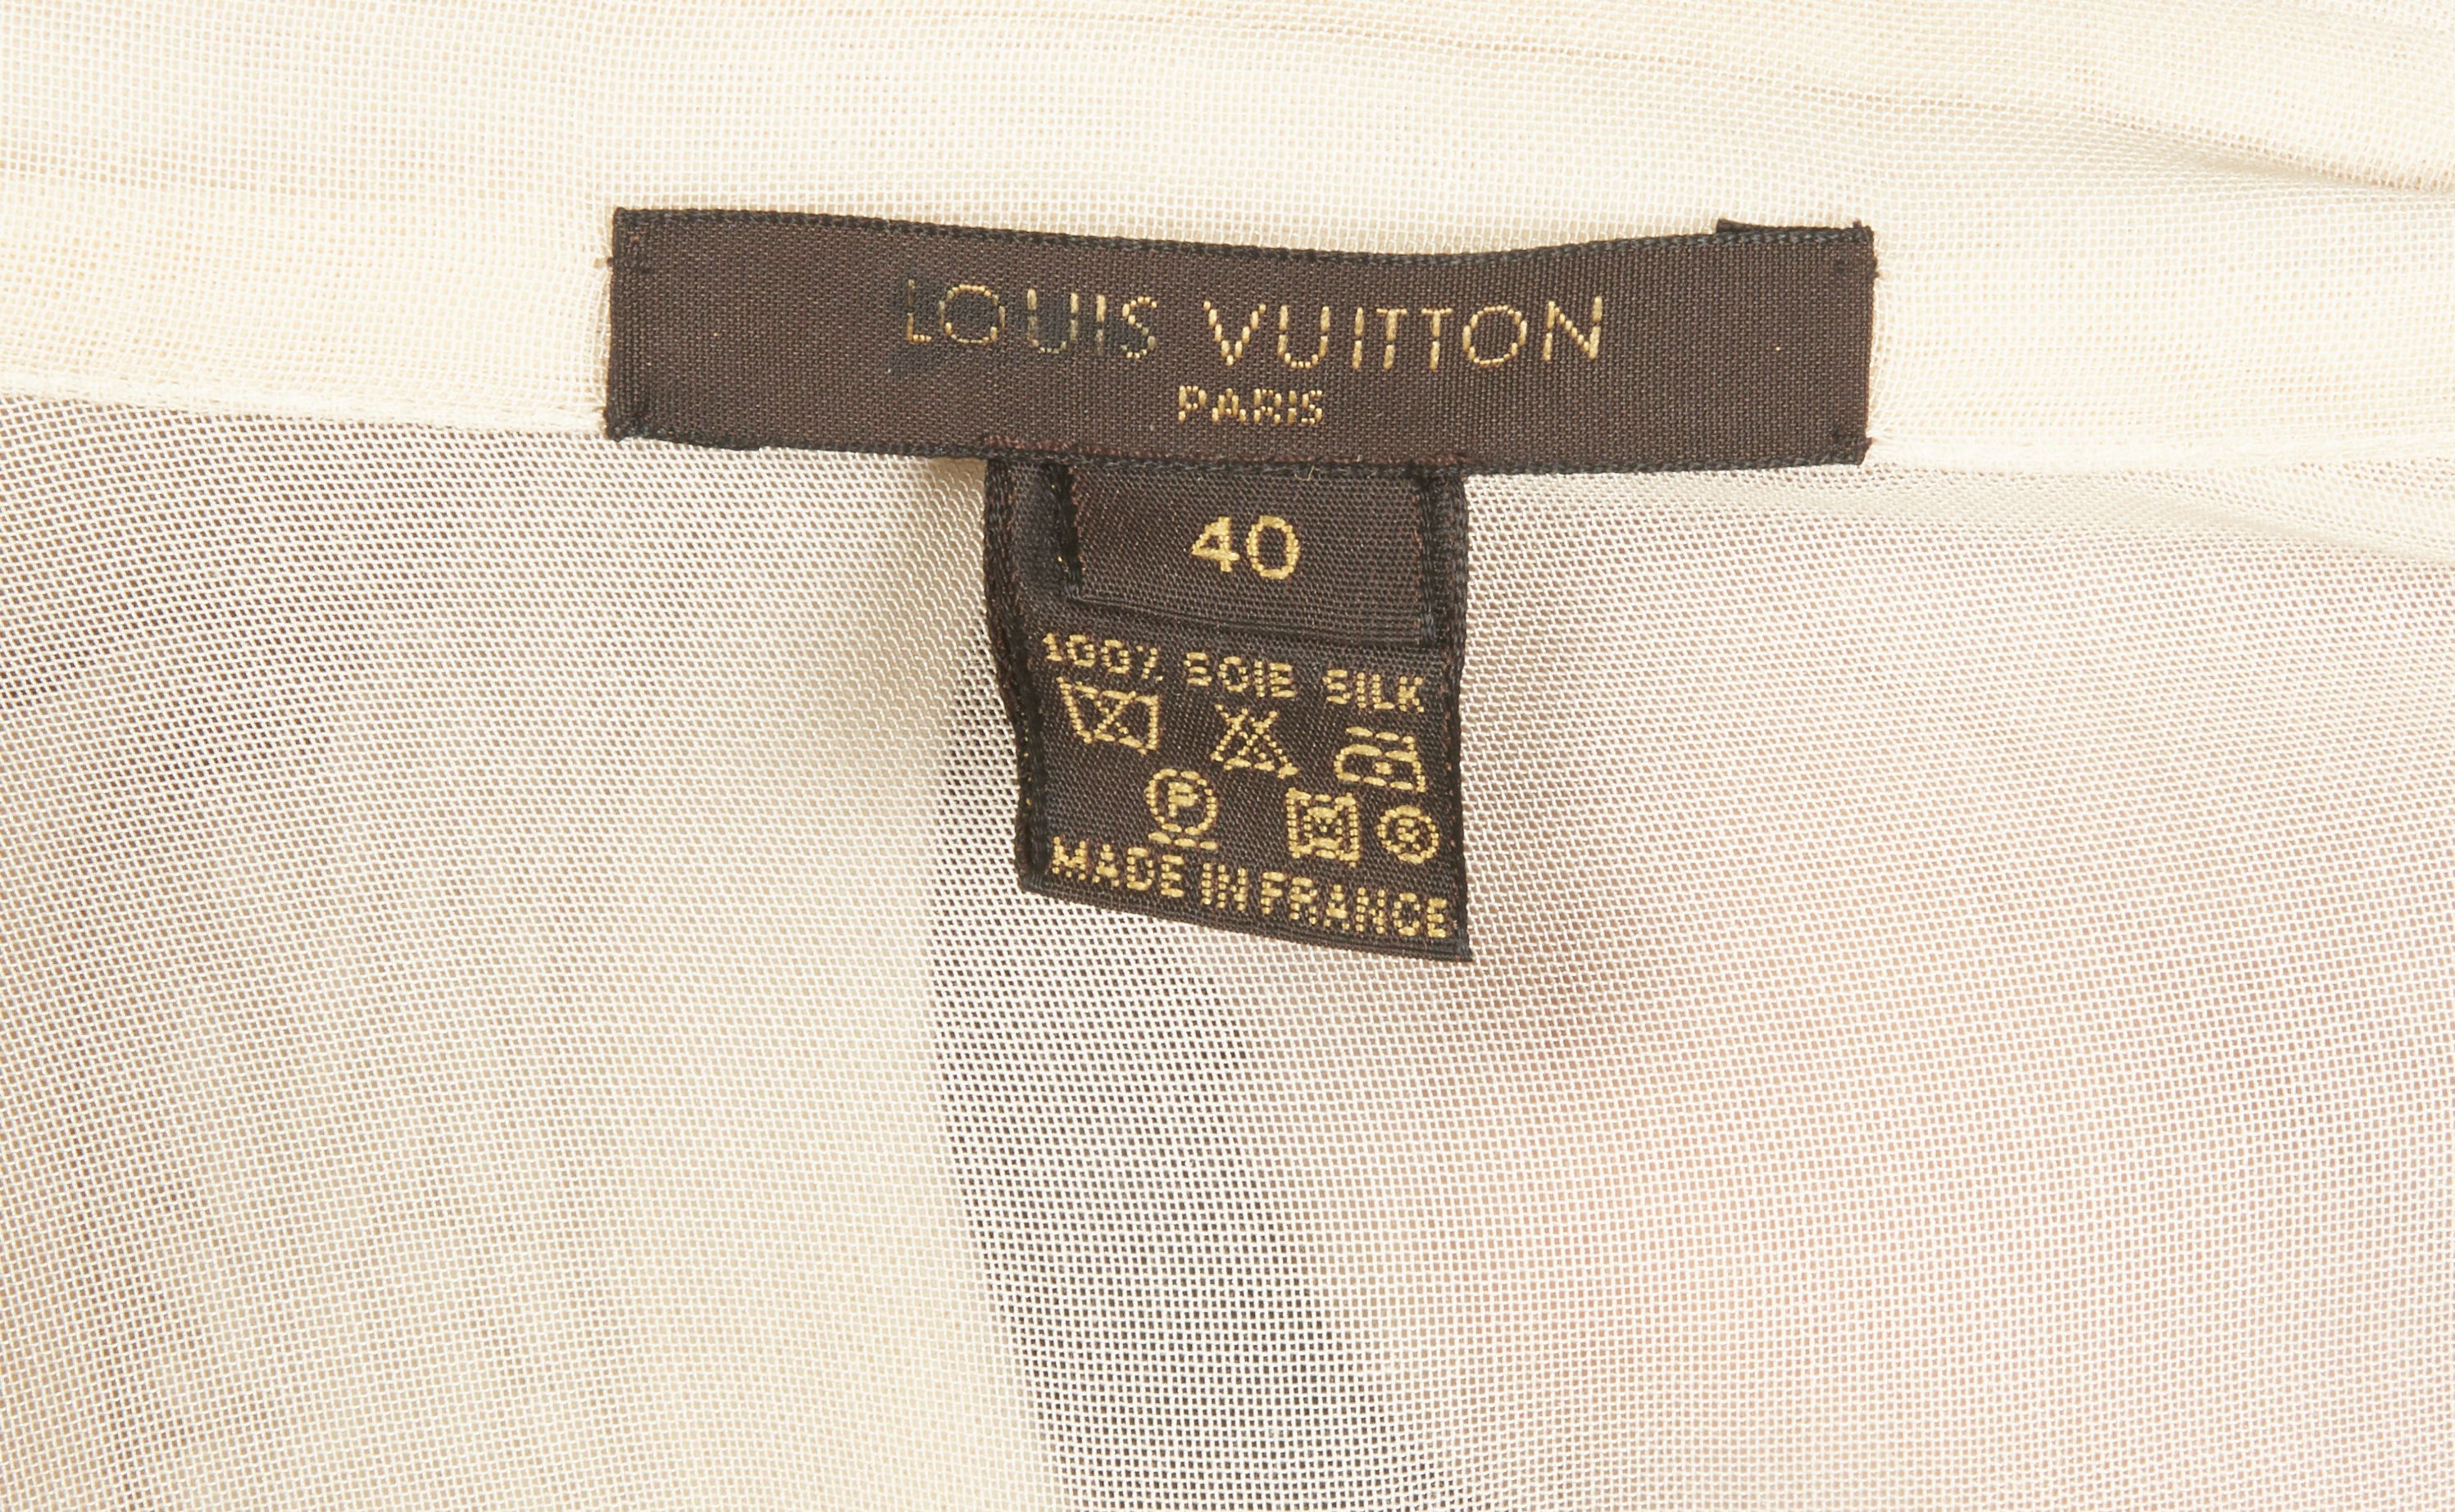 LOUIS VUITTON
PARIS
40
100% SOIE SILK
P
MADE IN FRANCE